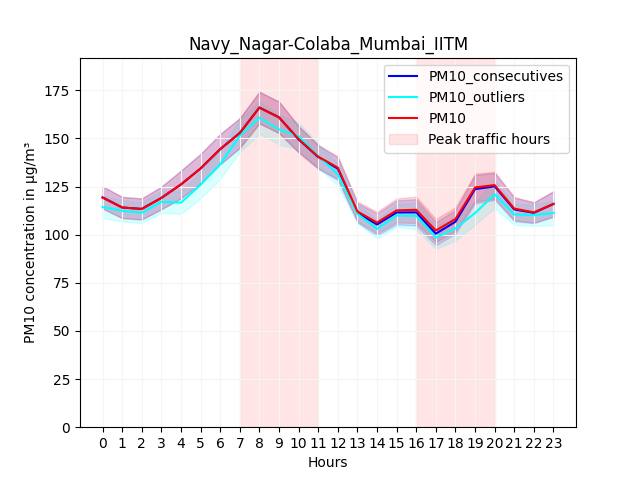 Navy_Nagar-Colaba_Mumbai_IITM
PM10_consecutives
PM10_outliers
PM10
Peak traffic hours
PM10 concentration in µg/m³
175
150
125
100
75
50
25
0
0 1 2 3 4 5 6 7 8 9 10 11 12 13 14 15 16 17 18 19 20 21 22 23
Hours